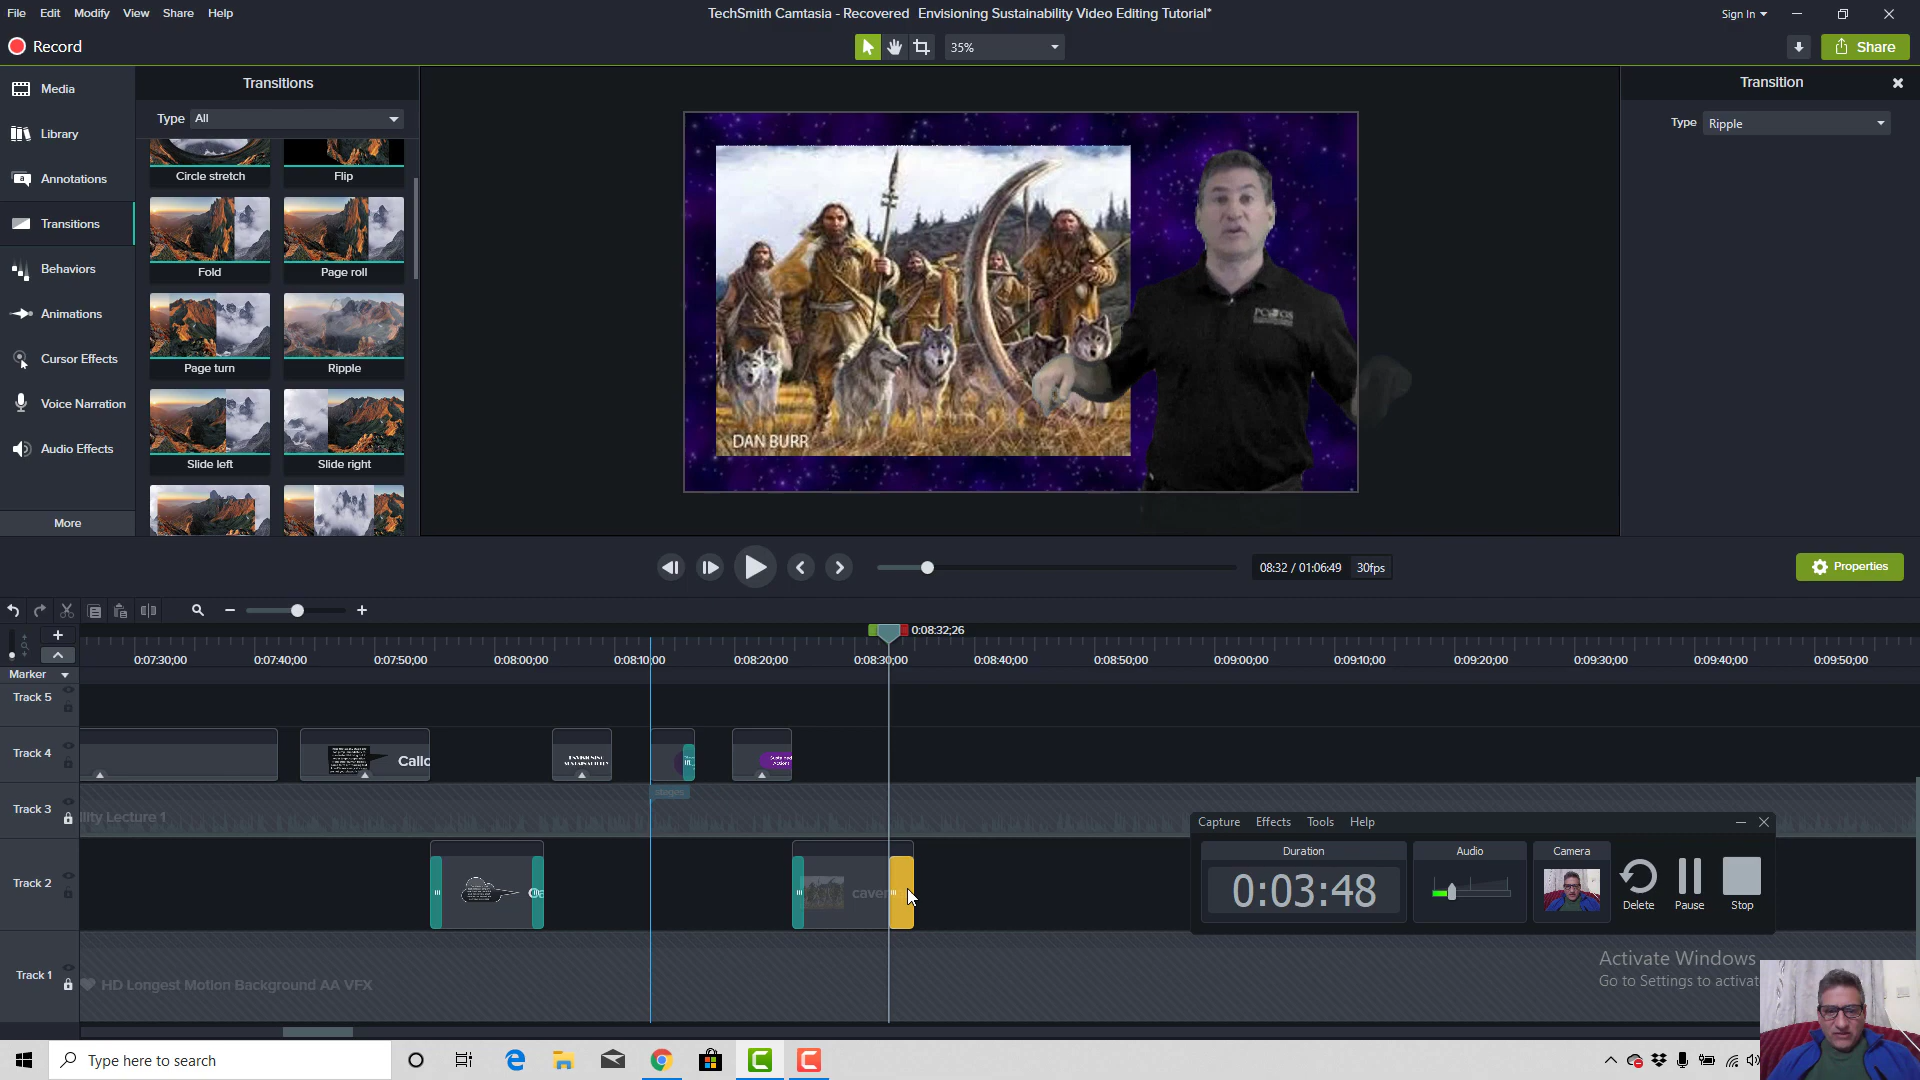 File Edit Modify View Share Help
TechSmith Camtasia - Recovered Envisioning Sustainability Video Editing Tutorial*
Sign In
Record
35%
Share
Media
Library
Annotations
Transitions
Behaviors
Animations
Cursor Effects
Voice Narration
Audio Effects
More
Transitions
Type All
Circle stretch Flip
Fold Page roll
Page turn Ripple
Slide left Slide right
DAN BURR
Transition
Type Ripple
08:32 / 01:06:49 30fps
Properties
0:08:32;26
0:07:30;00 0:07:40;00 0:07:50;00 0:08:00;00 0:08:10;00 0:08:20;00 0:08:30;00 0:08:40;00 0:08:50;00 0:09:00;00 0:09:10;00 0:09:20;00 0:09:30;00 0:09:40;00 0:09:50;00
Marker
Track 5
Track 4
Callo
Track 3
ility Lecture 1
Track 2
Ca
caver
Track 1
HD Longest Motion Background AA VFX
Capture Effects Tools Help
Duration
0:03:48
Audio
Camera
Delete Pause Stop
Activate Windows
Go to Settings to activat
Type here to search